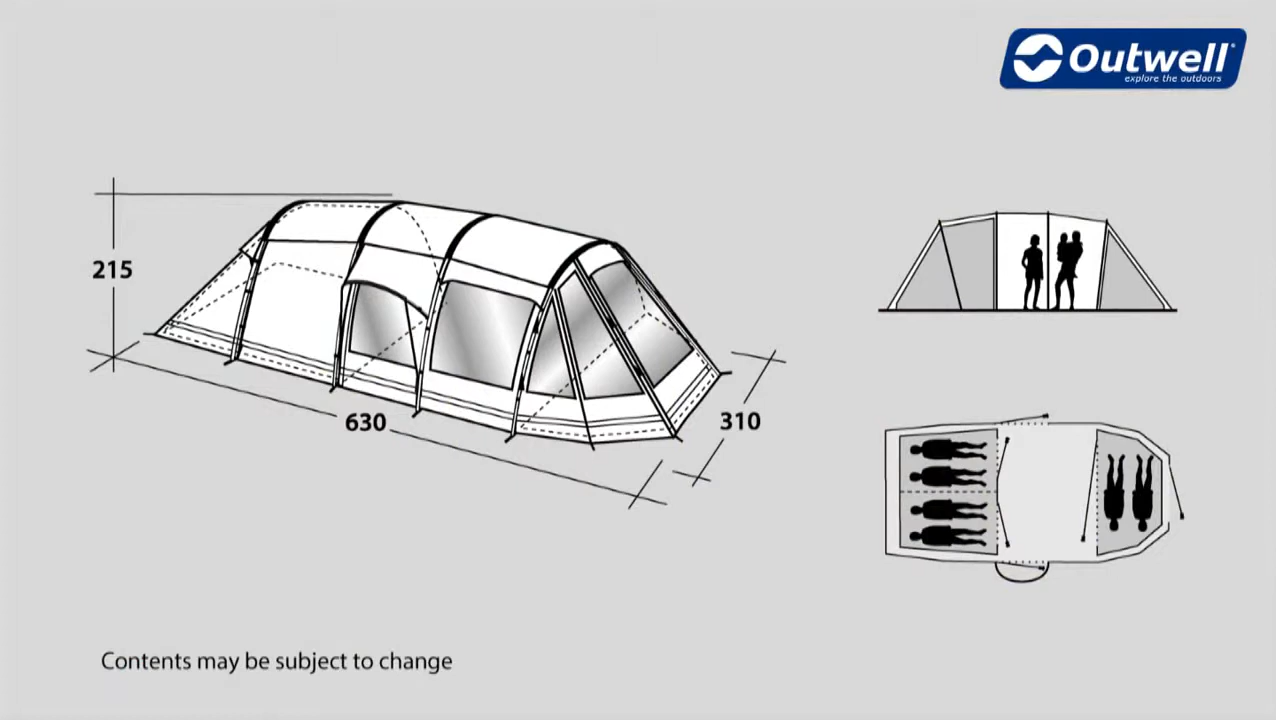 Outwell
explore the outdoors
215
630
310
Contents may be subject to change